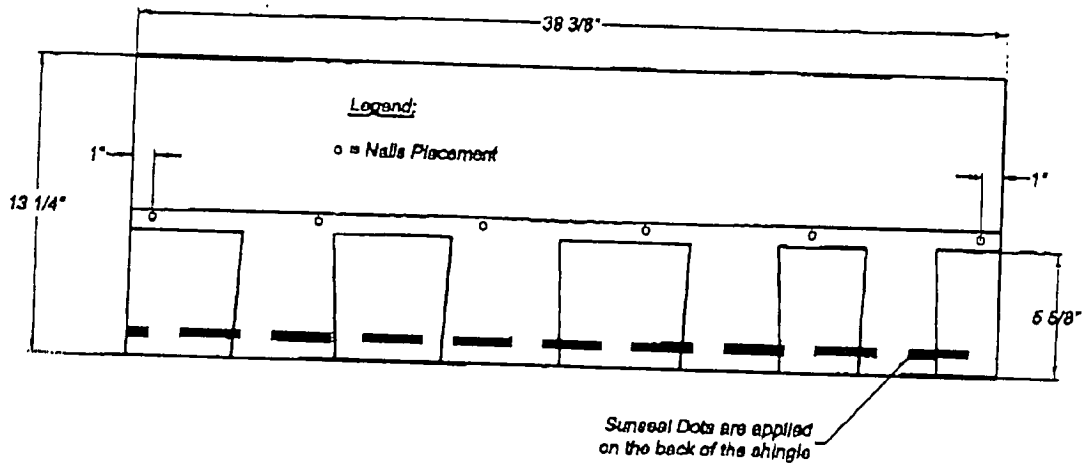 38 3/8"
Legend:
o = Nails Placement
1"
1"
13 1/4"
5 5/8"
Sunseal Dots are applied
on the back of the shingle